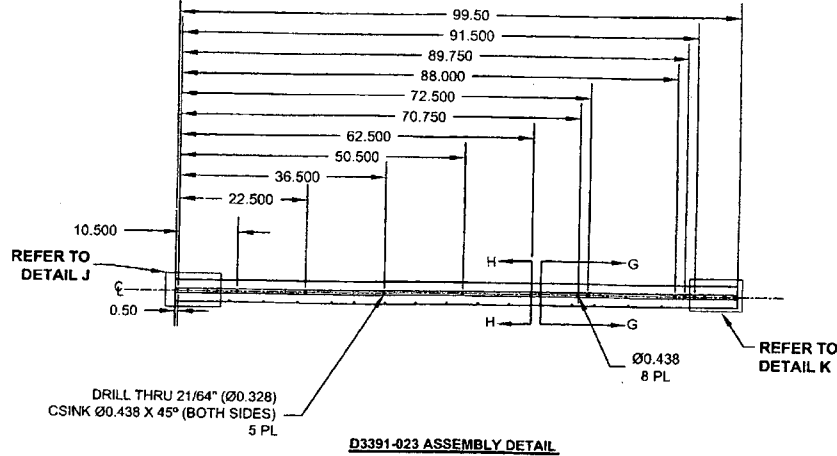 99.50
91.500
89.750
88.000
72.500
70.750
62.500
50.500
36.500
22.500
10.500
REFER TO
DETAIL J
H
G
℄
0.50
H
G
Ø0.438
8 PL
REFER TO
DETAIL K
DRILL THRU 21/64" (Ø0.328)
CSINK Ø0.438 X 45º (BOTH SIDES)
5 PL
D3391-023 ASSEMBLY DETAIL